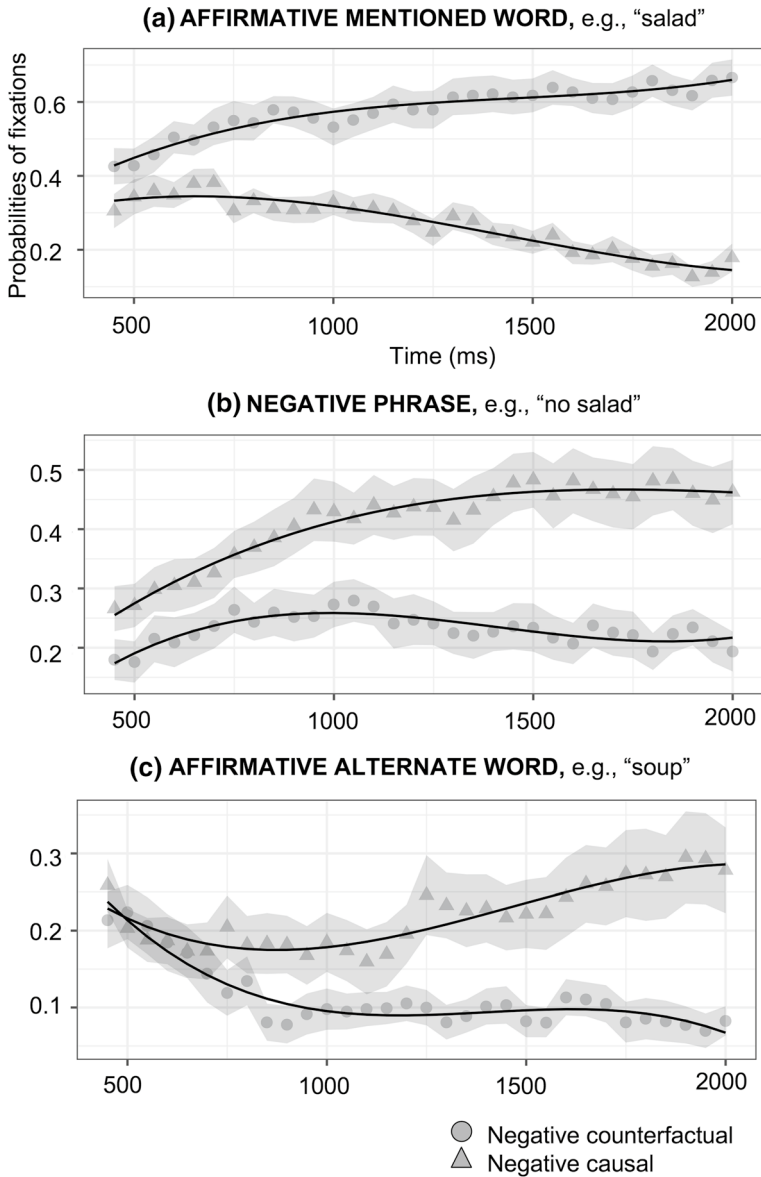 (a) AFFIRMATIVE MENTIONED WORD, e.g., “salad”
Probabilities of fixations
0.6
0.4
0.2
500 1000 1500 2000
Time (ms)
(b) NEGATIVE PHRASE, e.g., “no salad”
0.5
0.4
0.3
0.2
500 1000 1500 2000
(c) AFFIRMATIVE ALTERNATE WORD, e.g., “soup”
0.3
0.2
0.1
500 1000 1500 2000
Negative counterfactual
Negative causal